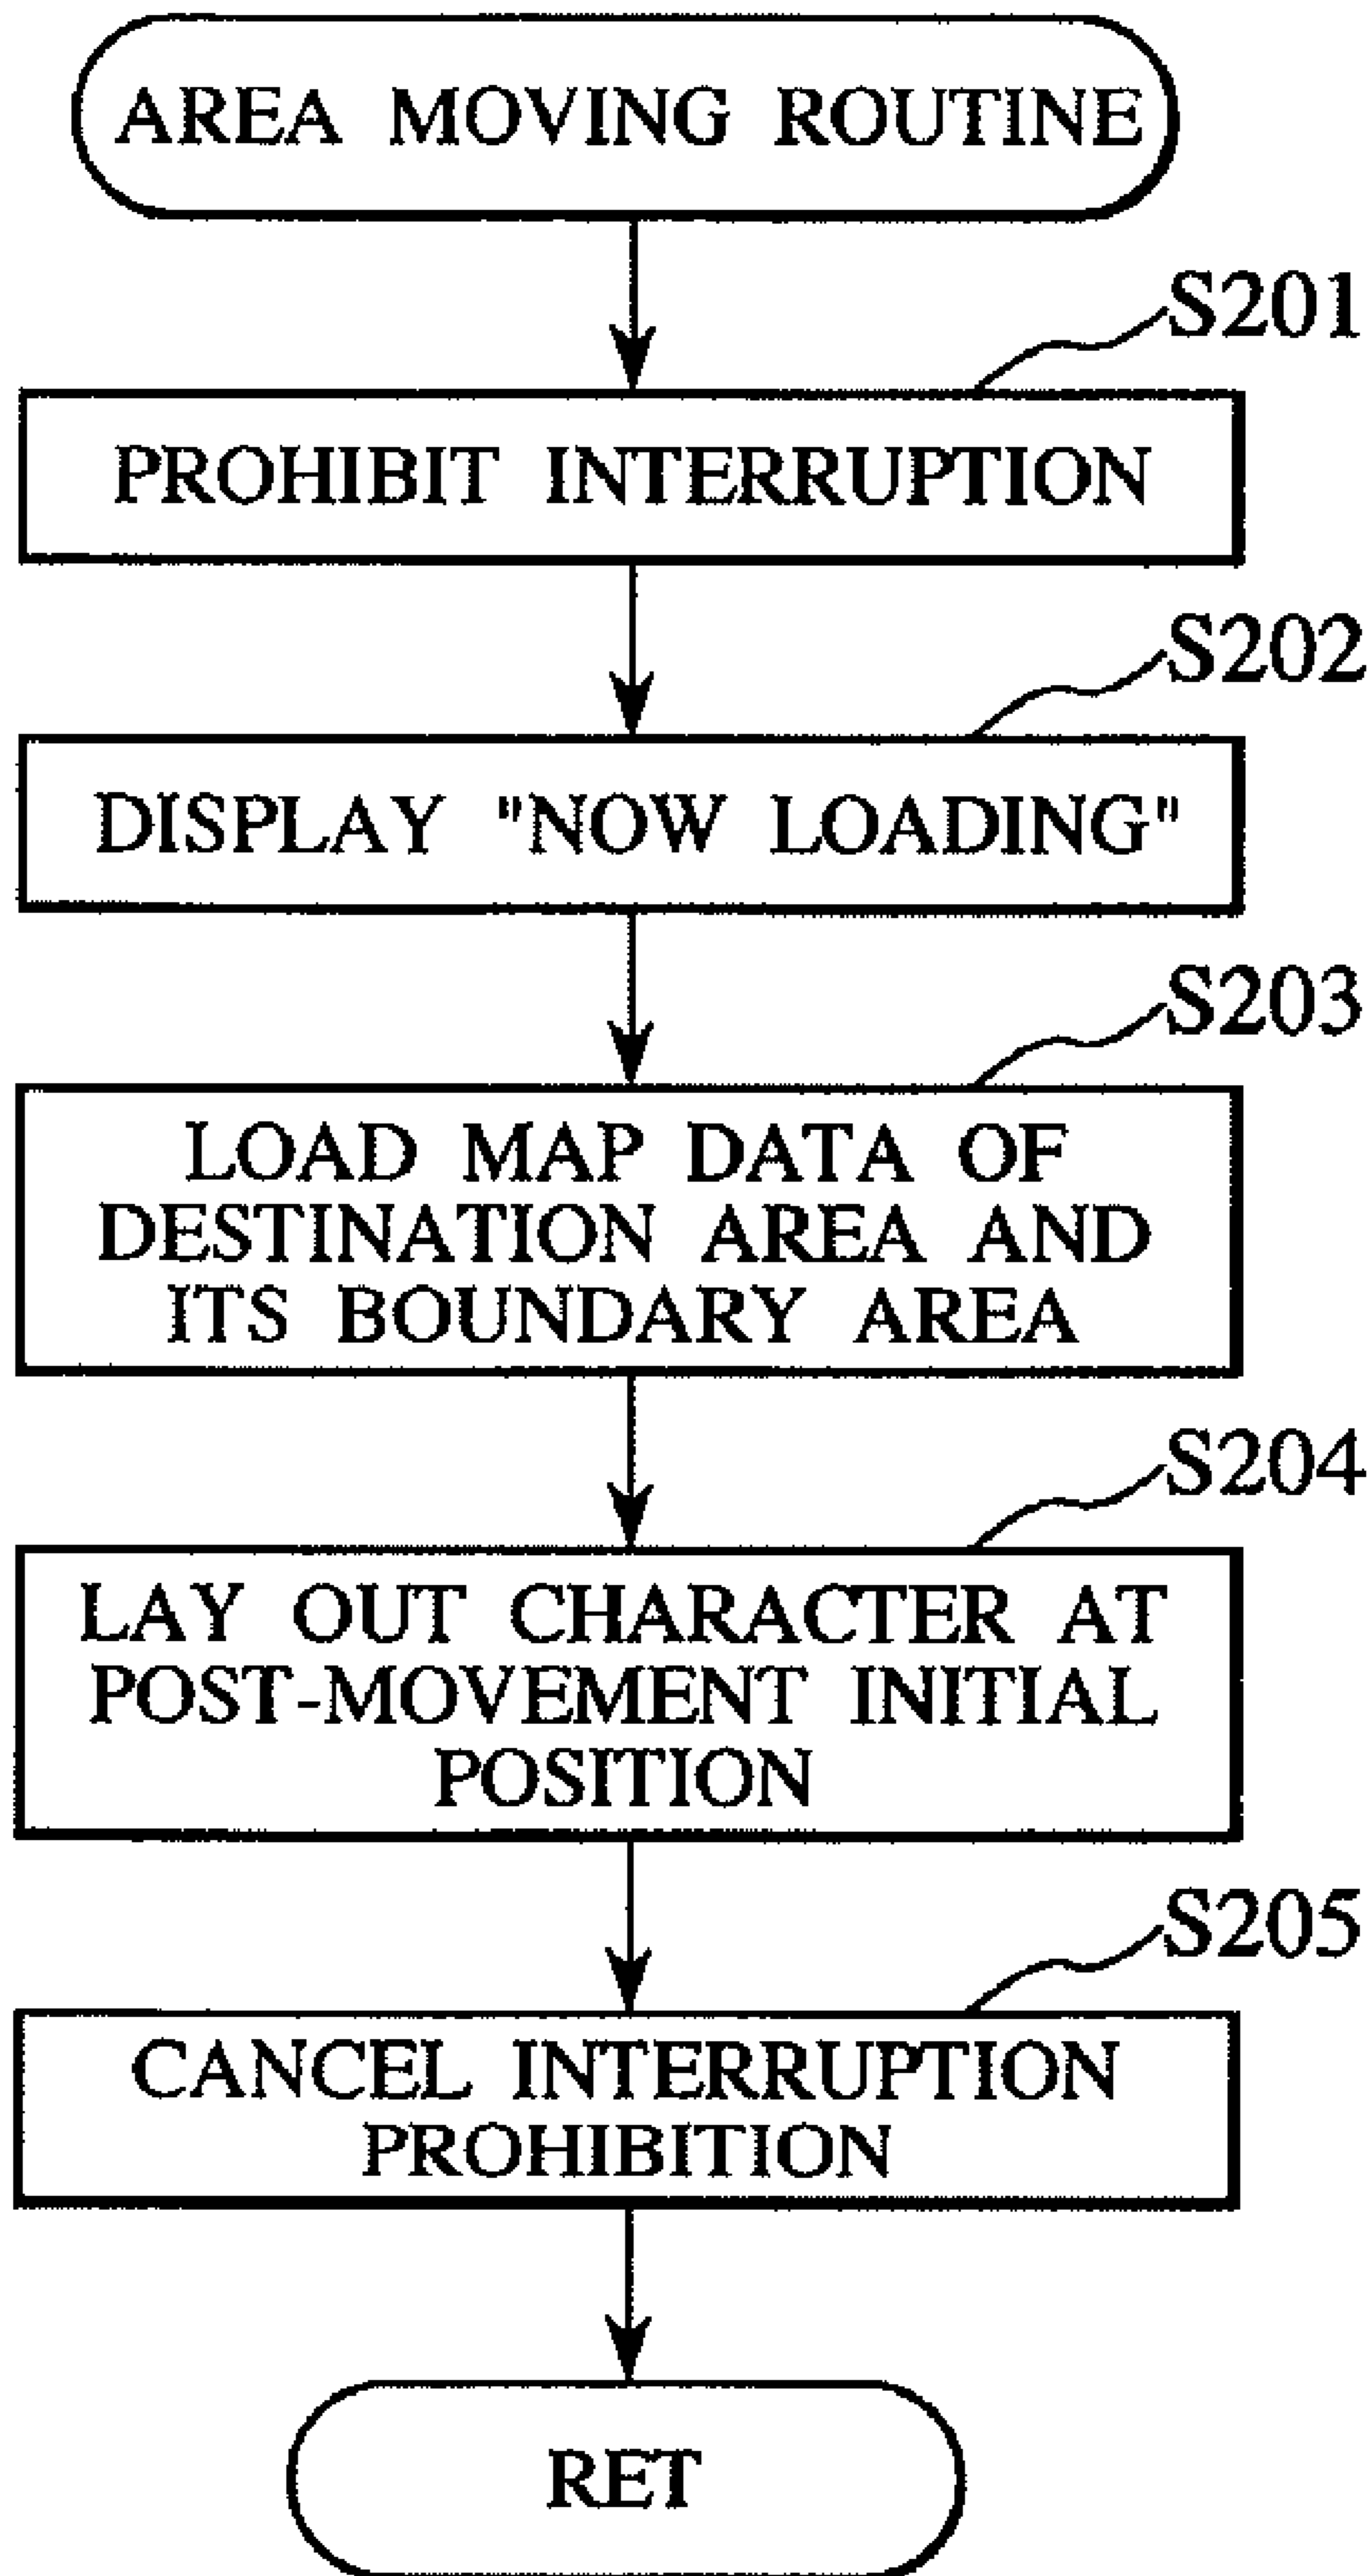 AREA MOVING ROUTINE
S201
PROHIBIT INTERRUPTION
S202
DISPLAY "NOW LOADING"
S203
LOAD MAP DATA OF
DESTINATION AREA AND
ITS BOUNDARY AREA
S204
LAY OUT CHARACTER AT
POST-MOVEMENT INITIAL
POSITION
S205
CANCEL INTERRUPTION
PROHIBITION
RET